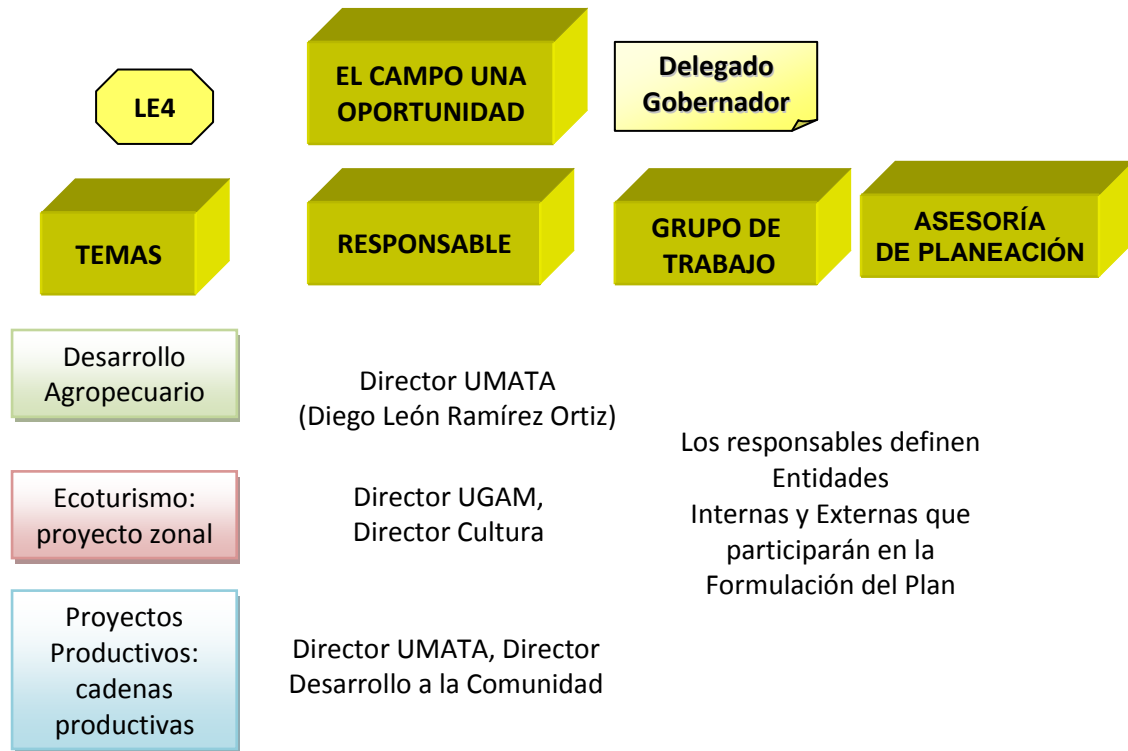 LE4
EL CAMPO UNA
OPORTUNIDAD
Delegado
Gobernador
TEMAS
RESPONSABLE
GRUPO DE
TRABAJO
ASESORÍA
DE PLANEACIÓN
Desarrollo
Agropecuario
Director UMATA
(Diego León Ramírez Ortiz)
Ecoturismo:
proyecto zonal
Director UGAM,
Director Cultura
Proyectos
Productivos:
cadenas
productivas
Director UMATA, Director
Desarrollo a la Comunidad
Los responsables definen
Entidades
Internas y Externas que
participarán en la
Formulación del Plan